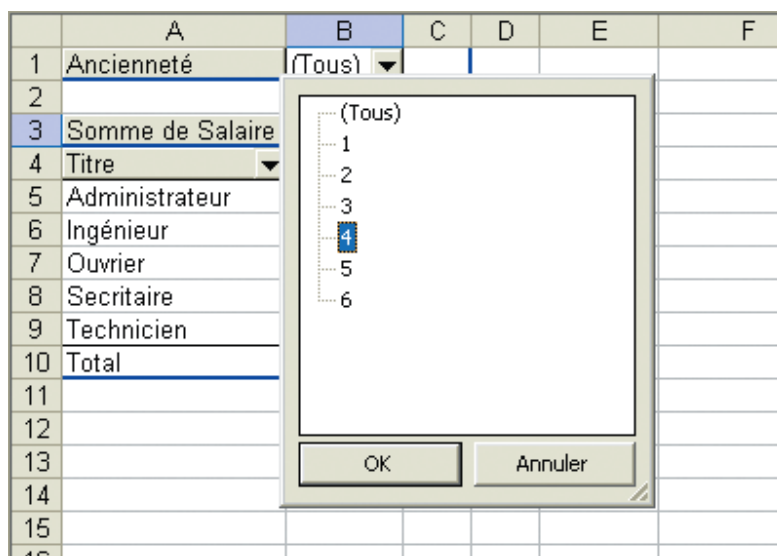 A B C D E F
1 Ancienneté (Tous)
2
3 Somme de Salaire
4 Titre
5 Administrateur
6 Ingénieur
7 Ouvrier
8 Secritaire
9 Technicien
10 Total
11
12
13
14
15
(Tous)
1
2
3
4
5
6
OK Annuler